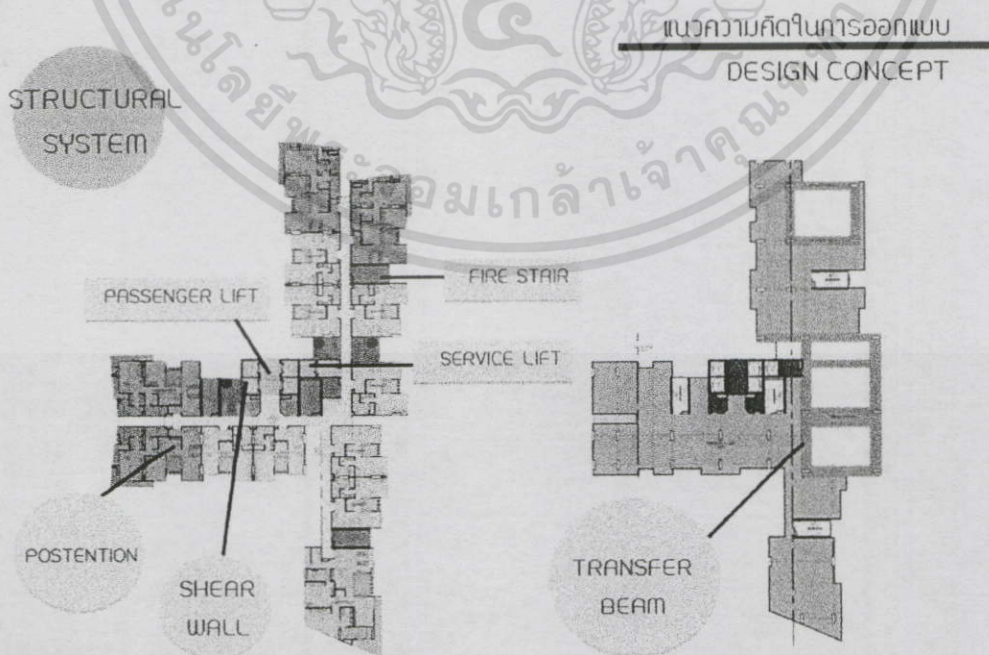 แนวความคิดในการออกแบบ
DESIGN CONCEPT
STRUCTURAL
SYSTEM
FIRE STAIR
PASSENGER LIFT
SERVICE LIFT
POSTENTION
SHEAR
WALL
TRANSFER
BEAM